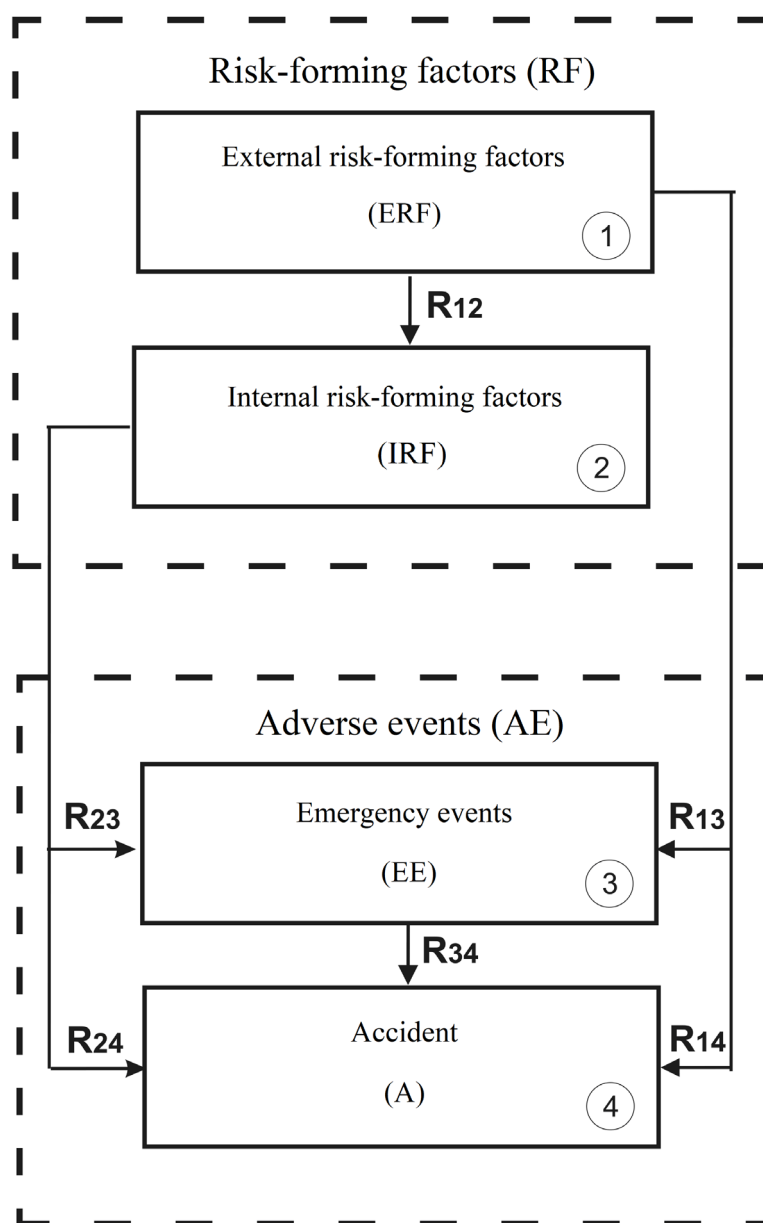 Risk-forming factors (RF)
External risk-forming factors
(ERF)
1
R12
Internal risk-forming factors
(IRF)
2
Adverse events (AE)
Emergency events
(EE)
3
R23
R13
R34
Accident
(A)
4
R24
R14